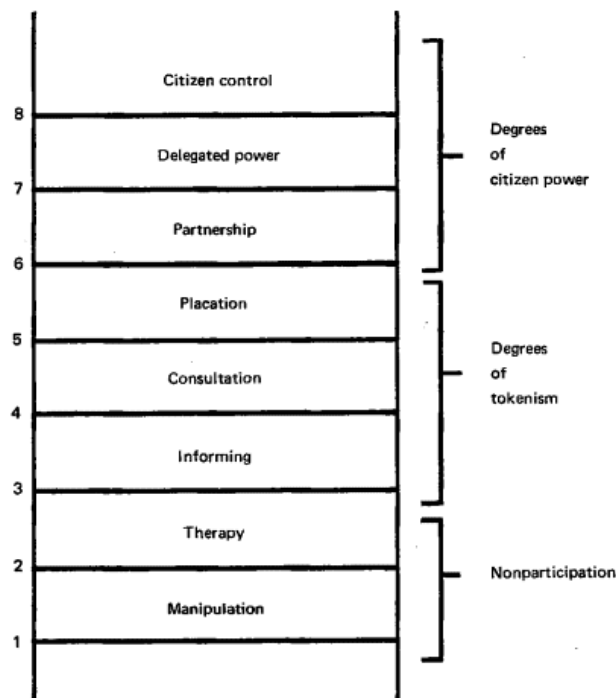 Citizen control
8
Delegated power
7
Partnership
6
Placation
5
Consultation
4
Informing
3
Therapy
2
Manipulation
1
Degrees
of
citizen power
Degrees
of
tokenism
Nonparticipation